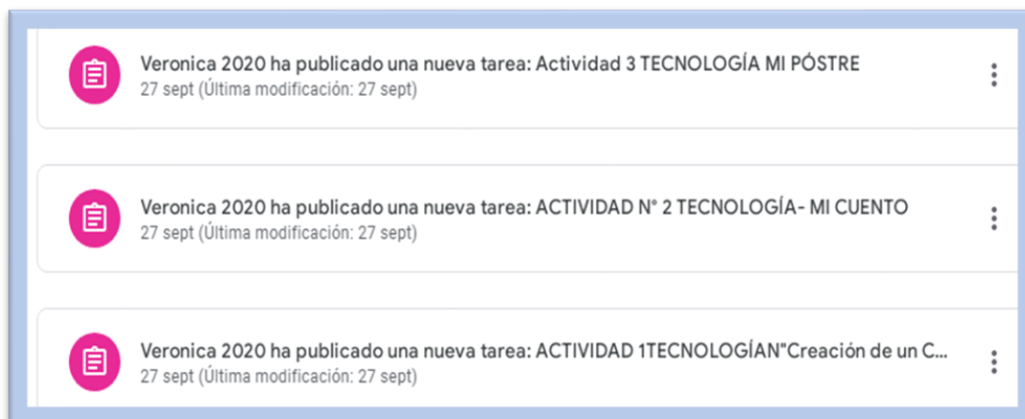 Veronica 2020 ha publicado una nueva tarea: Actividad 3 TECNOLOGÍA MI PÓSTRE
27 sept (Última modificación: 27 sept)
Veronica 2020 ha publicado una nueva tarea: ACTIVIDAD N° 2 TECNOLOGÍA- MI CUENTO
27 sept (Última modificación: 27 sept)
Veronica 2020 ha publicado una nueva tarea: ACTIVIDAD 1TECNOLOGÍAN"Creación de un C...
27 sept (Última modificación: 27 sept)